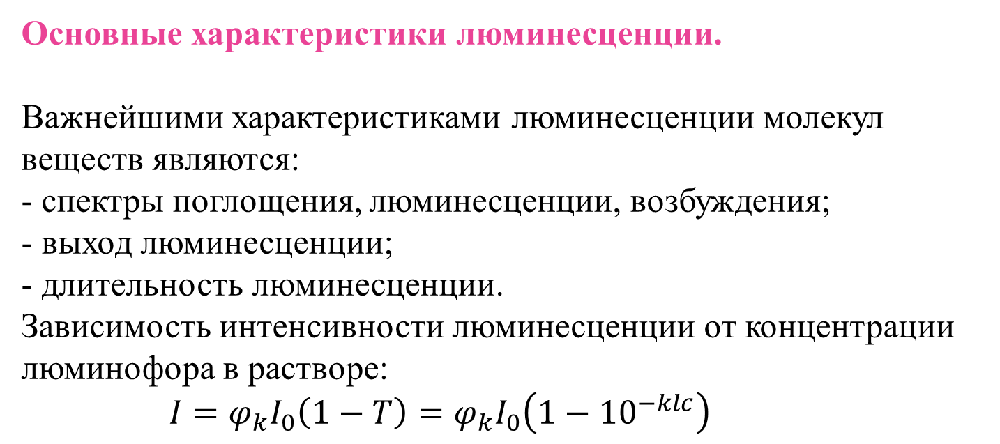 Основные характеристики люминесценции.
Важнейшими характеристиками люминесценции молекул
веществ являются:
- спектры поглощения, люминесценции, возбуждения;
- выход люминесценции;
- длительность люминесценции.
Зависимость интенсивности люминесценции от концентрации
люминофора в растворе:
$I = \varphi_k I_0 (1 - T) = \varphi_k I_0 \left(1 - 10^{-klc}\right)$